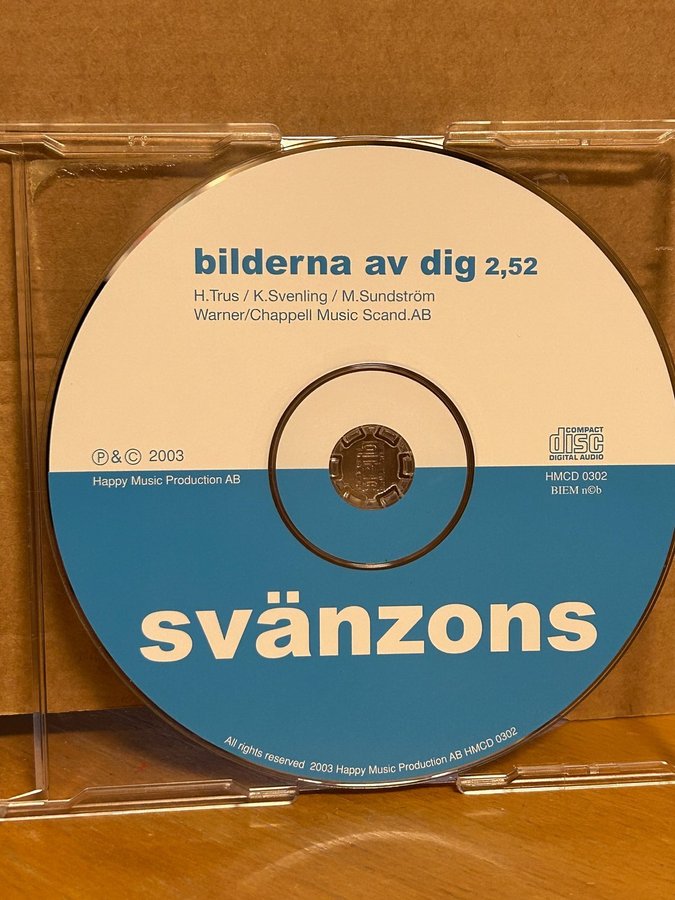 bilderna av dig 2,52
H.Trus / K.Svenling / M.Sundström
Warner/Chappell Music Scand.AB
Ⓟ & © 2003
Happy Music Production AB
COMPACT
disc
DIGITAL AUDIO
HMCD 0302
BIEM n©b
svänzons
All rights reserved 2003 Happy Music Production AB HMCD 0302